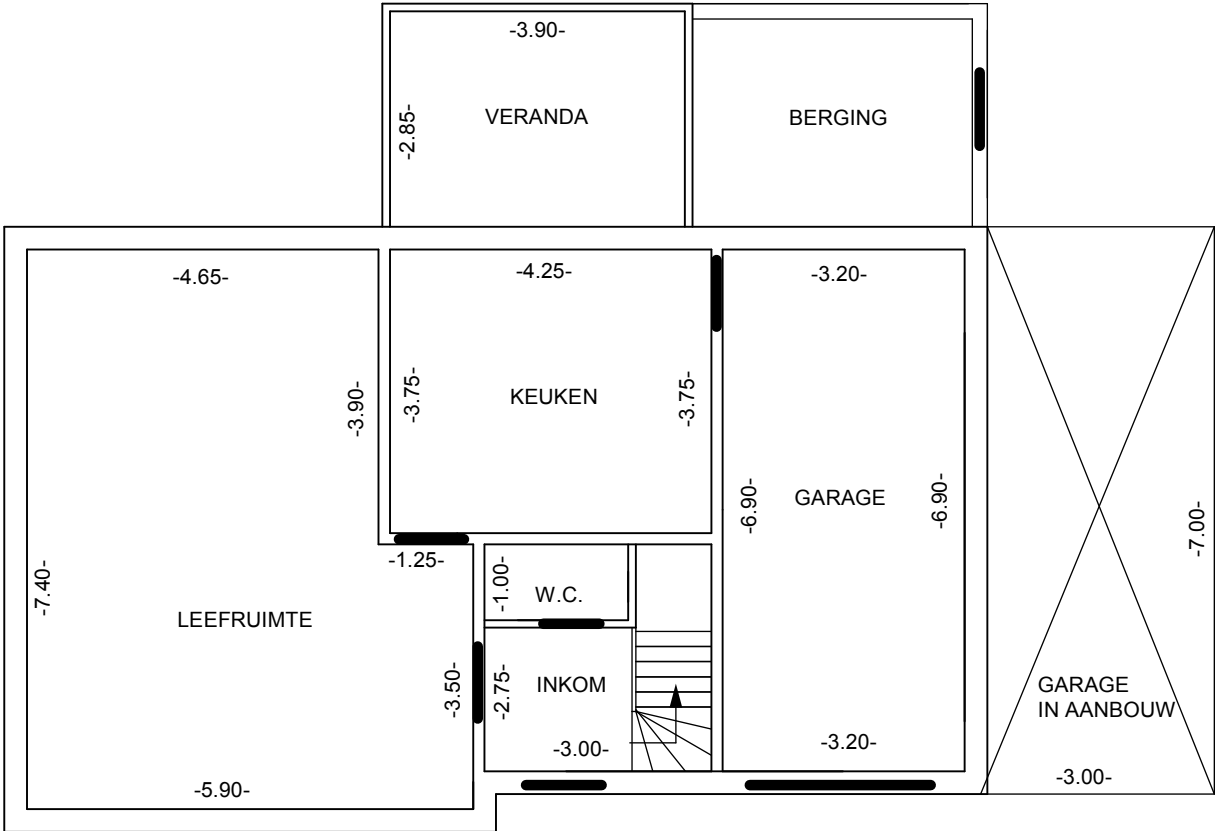 -3.90-
-2.85-
VERANDA
BERGING
-4.65-
-4.25-
-3.20-
-3.90-
-3.75-
KEUKEN
-3.75-
-6.90-
GARAGE
-6.90-
-7.00-
-7.40-
LEEFRUIMTE
-1.25-
-1.00-
W.C.
-3.50-
-2.75-
INKOM
GARAGE
IN AANBOUW
-3.00-
-3.20-
-3.00-
-5.90-